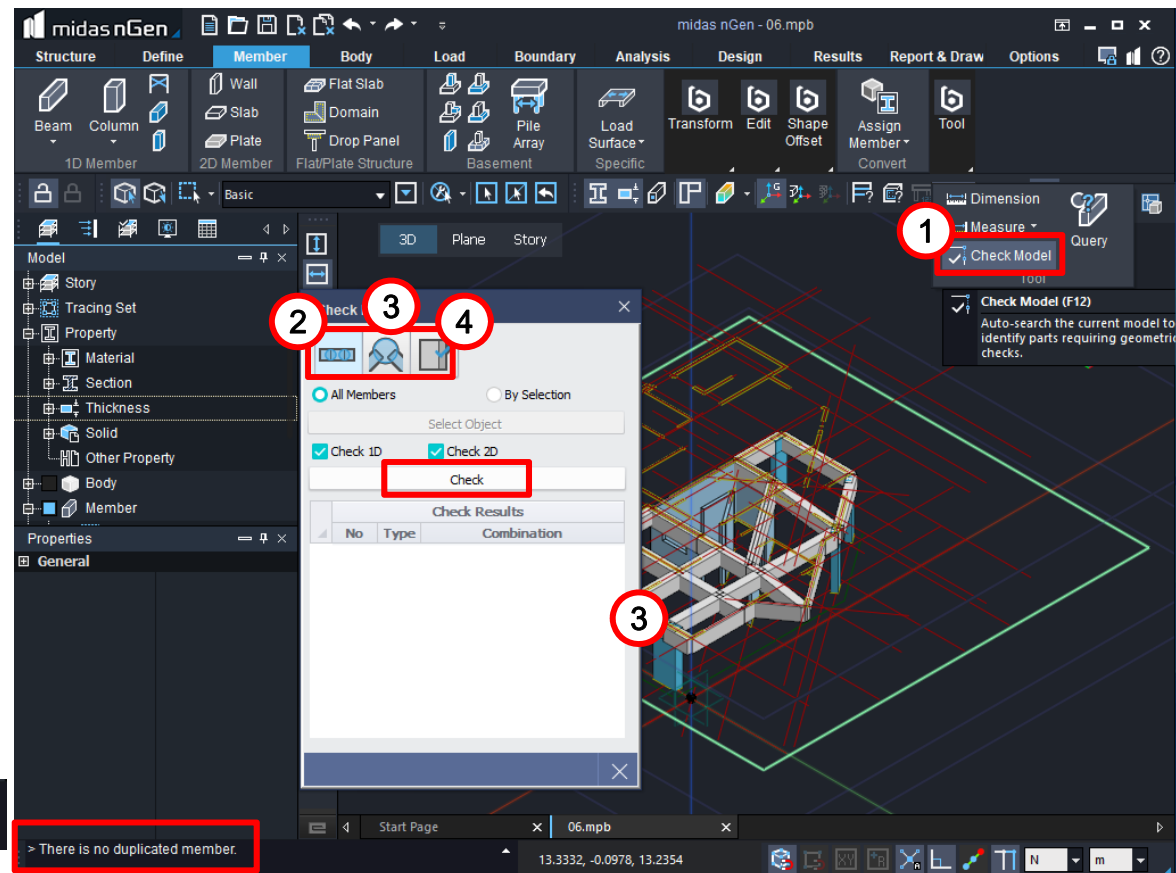 midas nGen
midas nGen - 06.mpb
Structure Define Member Body Load Boundary Analysis Design Results Report & Draw Options
Wall Flat Slab
Slab Domain
Plate Drop Panel
Beam Column
Pile
Array
Load
Surface
Transform Edit Shape
Offset
Assign
Member
Tool
1D Member 2D Member Flat/Plate Structure Basement Specific Convert
Basic
Dimension
Measure
Check Model
Query
Tool
1
Check Model (F12)
Auto-search the current model to
identify parts requiring geometric
checks.
3D Plane Story
Model
Story
Tracing Set
Property
Material
Section
Thickness
Solid
Other Property
Body
Member
Properties
General
Check
2
3
4
All Members By Selection
Select Object
Check 1D Check 2D
Check
Check Results
No Type Combination
3
Start Page 06.mpb
> There is no duplicated member.
13.3332, -0.0978, 13.2354
N m